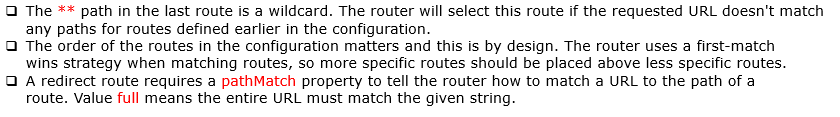 ❑ The ** path in the last route is a wildcard. The router will select this route if the requested URL doesn't match
any paths for routes defined earlier in the configuration.
❑ The order of the routes in the configuration matters and this is by design. The router uses a first-match
wins strategy when matching routes, so more specific routes should be placed above less specific routes.
❑ A redirect route requires a pathMatch property to tell the router how to match a URL to the path of a
route. Value full means the entire URL must match the given string.